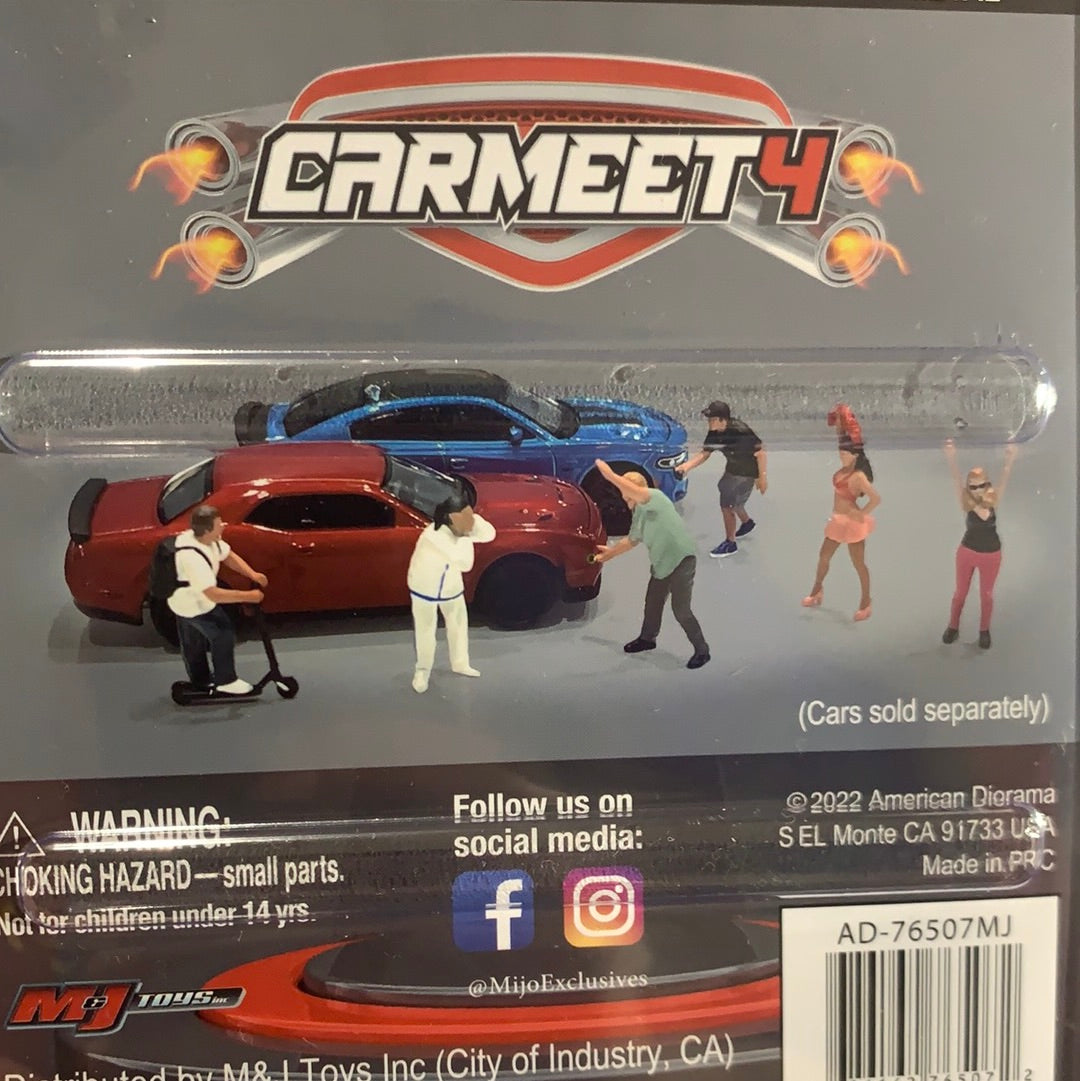 CARMEET4
(Cars sold separately)
WARNING:
CHOKING HAZARD — small parts.
Not for children under 14 yrs.
Follow us on
social media:
@MijoExclusives
© 2022 American Diorama
S EL Monte CA 91733 USA
Made in PRC
AD-76507MJ
M&J TOYS inc.
Distributed by M&J Toys Inc (City of Industry, CA)
76507 2